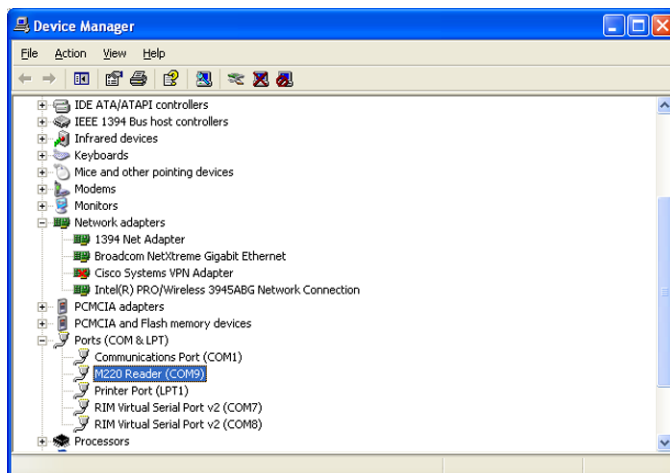 Device Manager
File Action View Help
IDE ATA/ATAPI controllers
IEEE 1394 Bus host controllers
Infrared devices
Keyboards
Mice and other pointing devices
Modems
Monitors
Network adapters
1394 Net Adapter
Broadcom NetXtreme Gigabit Ethernet
Cisco Systems VPN Adapter
Intel(R) PRO/Wireless 3945ABG Network Connection
PCMCIA adapters
PCMCIA and Flash memory devices
Ports (COM & LPT)
Communications Port (COM1)
M220 Reader (COM9)
Printer Port (LPT1)
RIM Virtual Serial Port v2 (COM7)
RIM Virtual Serial Port v2 (COM8)
Processors